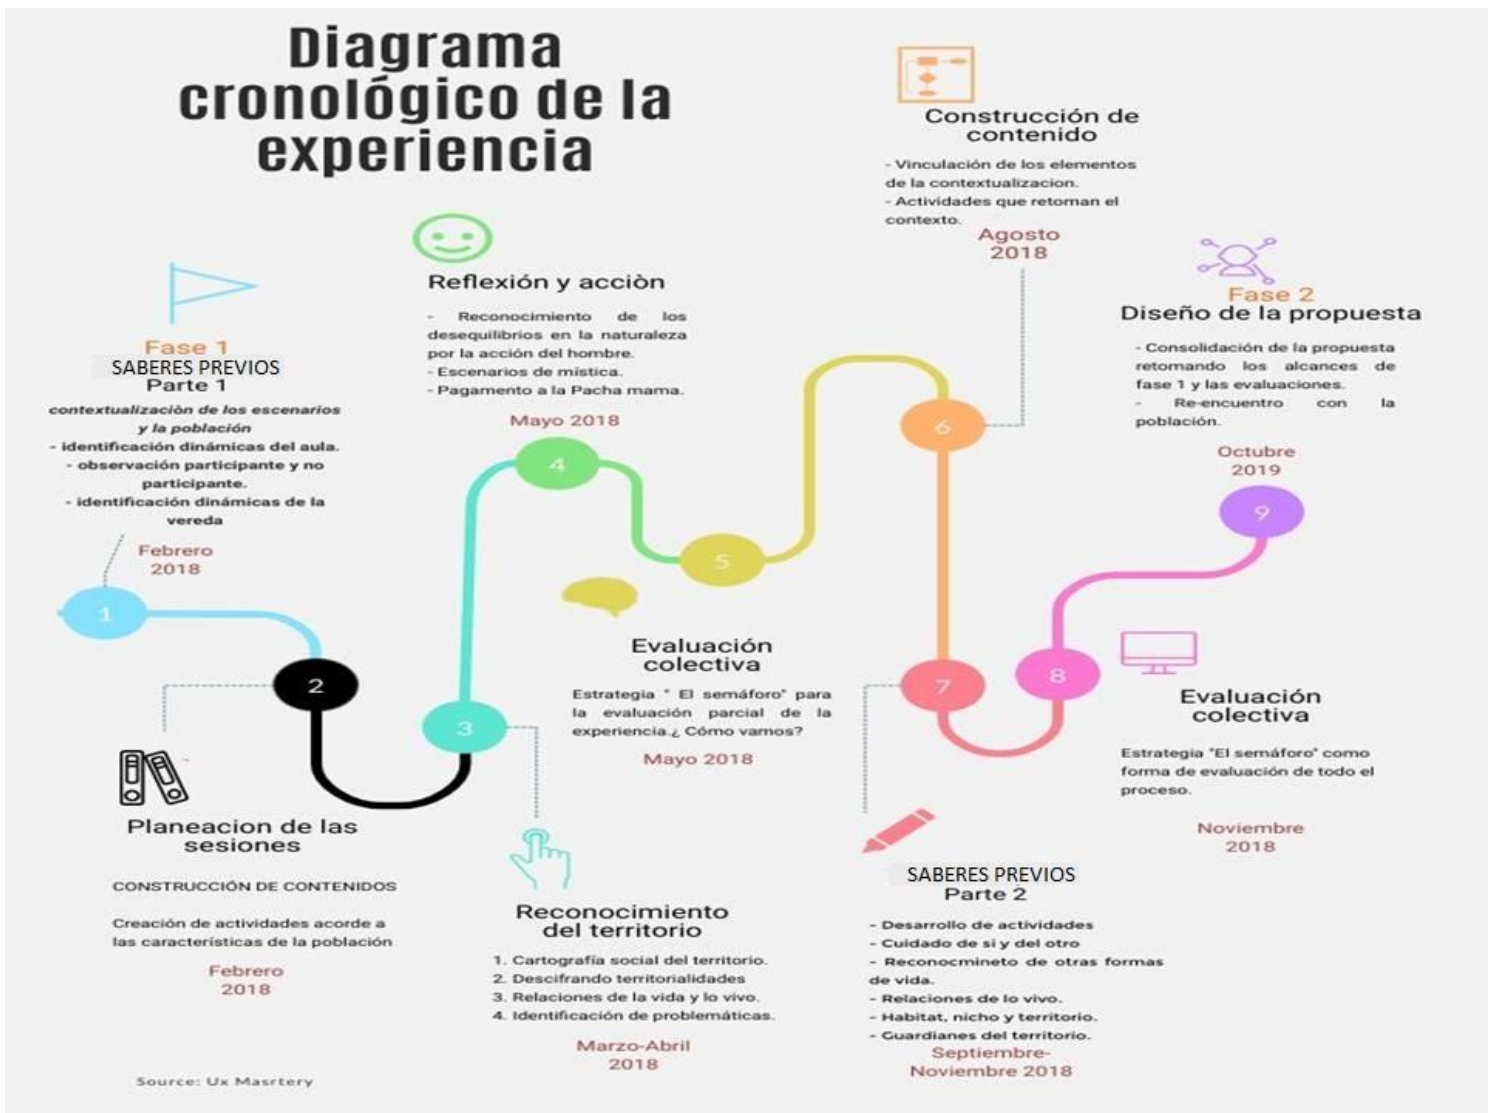 Diagrama
cronológico de la
experiencia
Fase 1
SABERES PREVIOS
Parte 1
contextualizaciòn de los escenarios
y la población
- identificación dinámicas del aula.
- observación participante y no
participante.
- identificación dinámicas de la
vereda
Febrero
2018
1
2
Planeacion de las
sesiones
CONSTRUCCIÓN DE CONTENIDOS
Creación de actividades acorde a
las características de la población
Febrero
2018
3
Reconocimiento
del territorio
1. Cartografía social del territorio.
2. Descifrando territorialidades
3. Relaciones de la vida y lo vivo.
4. Identificación de problemáticas.
Marzo-Abril
2018
Reflexión y acciòn
- Reconocimiento de los
desequilibrios en la naturaleza
por la acción del hombre.
- Escenarios de mística.
- Pagamento a la Pacha mama.
Mayo 2018
4
5
Evaluación
colectiva
Estrategia " El semáforo" para
la evaluación parcial de la
experiencia.¿ Cómo vamos?
Mayo 2018
Construcción de
contenido
- Vinculación de los elementos
de la contextualizacion.
- Actividades que retoman el
contexto.
Agosto
2018
6
7
SABERES PREVIOS
Parte 2
- Desarrollo de actividades
- Cuidado de si y del otro
- Reconocmineto de otras formas
de vida.
- Relaciones de lo vivo.
- Habitat, nicho y territorio.
- Guardianes del territorio.
Septiembre-
Noviembre 2018
8
Evaluación
colectiva
Estrategia "El semáforo" como
forma de evaluación de todo el
proceso.
Noviembre
2018
Fase 2
Diseño de la propuesta
- Consolidación de la propuesta
retomando los alcances de
fase 1 y las evaluaciones.
- Re-encuentro con la
población.
Octubre
2019
9
Source: Ux Masrtery